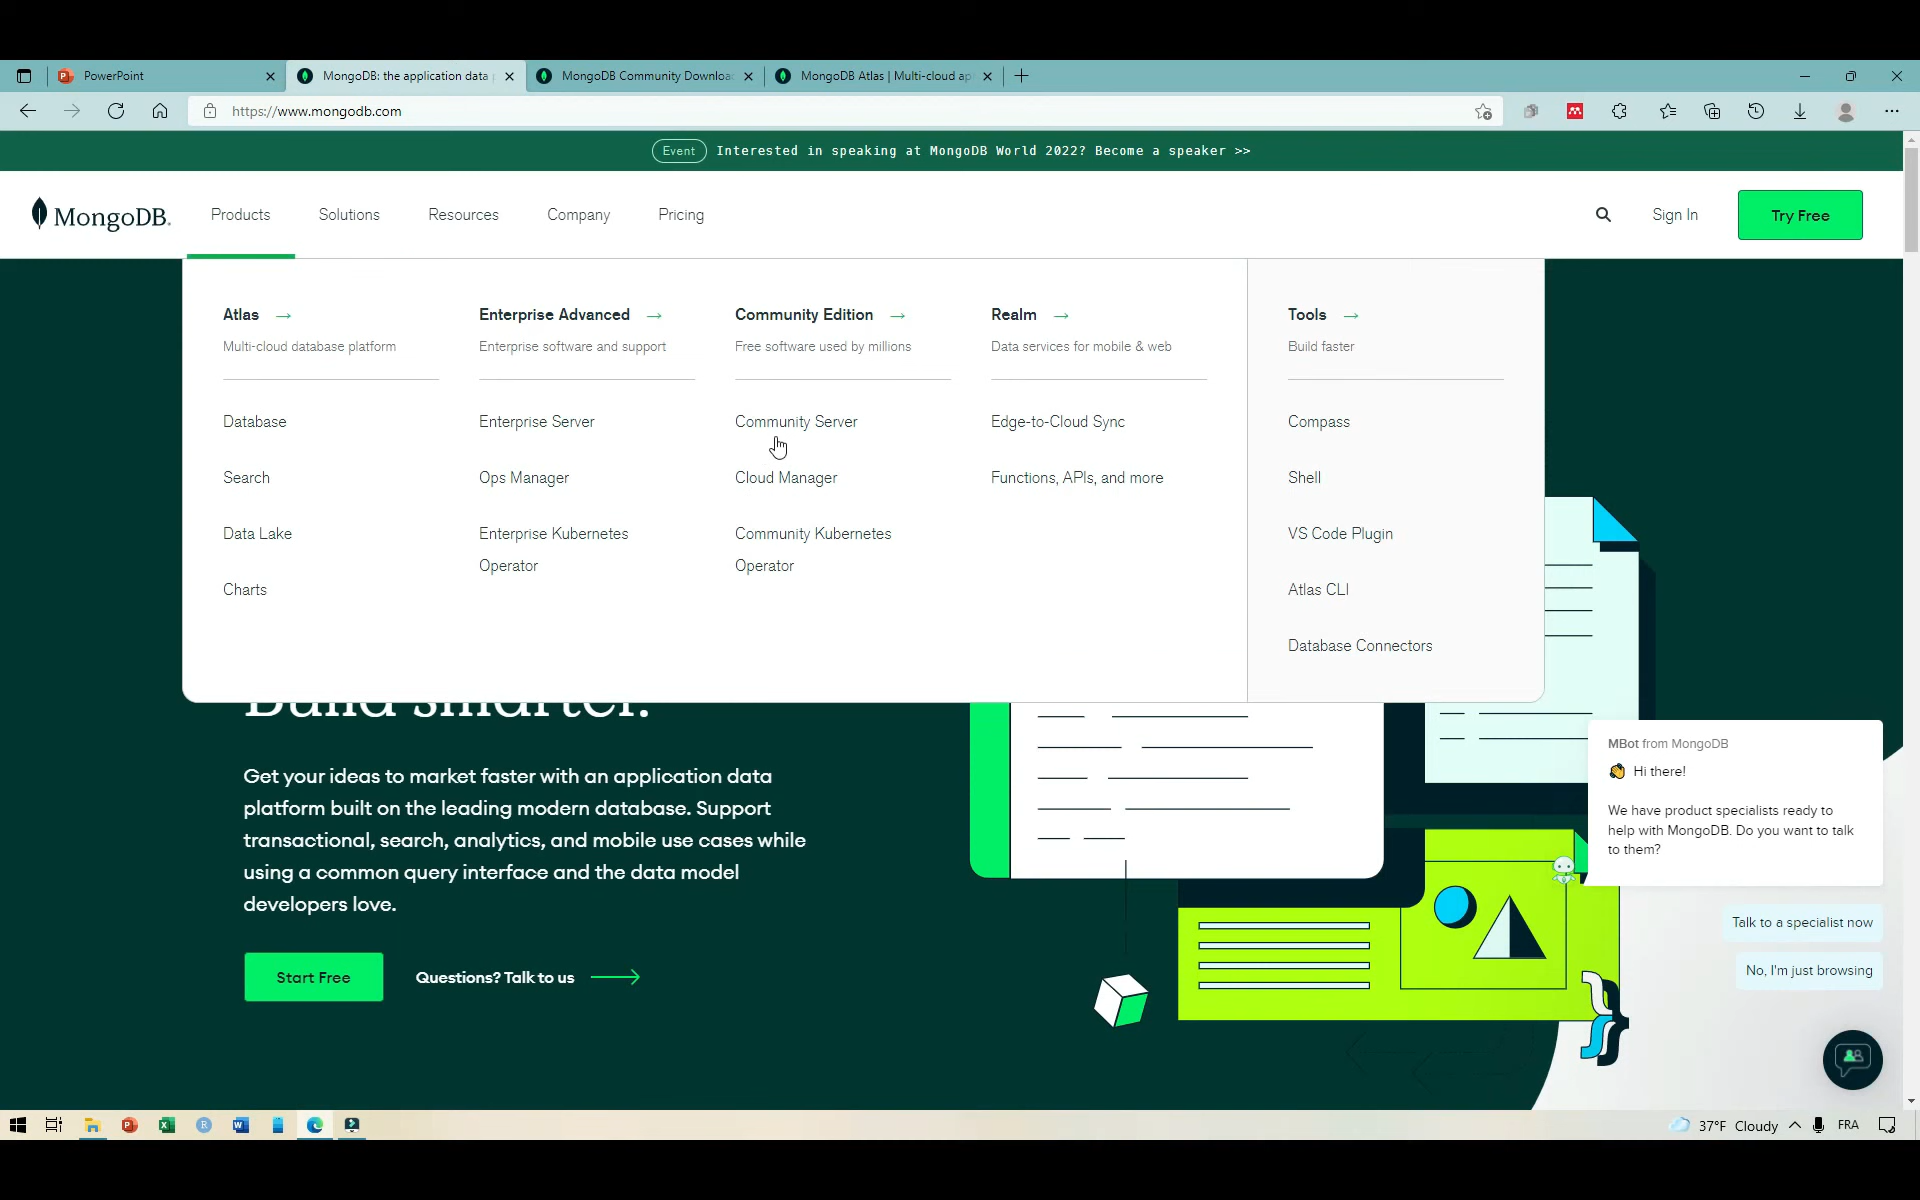 PowerPoint
MongoDB: the application data
MongoDB Community Downloa
MongoDB Atlas | Multi-cloud ap
https://www.mongodb.com
Event
Interested in speaking at MongoDB World 2022? Become a speaker >>
MongoDB.
Products
Solutions
Resources
Company
Pricing
Sign In
Try Free
Atlas →
Multi-cloud database platform
Database
Search
Data Lake
Charts
Enterprise Advanced →
Enterprise software and support
Enterprise Server
Ops Manager
Enterprise Kubernetes
Operator
Community Edition →
Free software used by millions
Community Server
Cloud Manager
Community Kubernetes
Operator
Realm →
Data services for mobile & web
Edge-to-Cloud Sync
Functions, APIs, and more
Tools →
Build faster
Compass
Shell
VS Code Plugin
Atlas CLI
Database Connectors
Build smarter.
Get your ideas to market faster with an application data
platform built on the leading modern database. Support
transactional, search, analytics, and mobile use cases while
using a common query interface and the data model
developers love.
Start Free
Questions? Talk to us
MBot from MongoDB
👋 Hi there!
We have product specialists ready to
help with MongoDB. Do you want to talk
to them?
Talk to a specialist now
No, I'm just browsing
37°F Cloudy
FRA